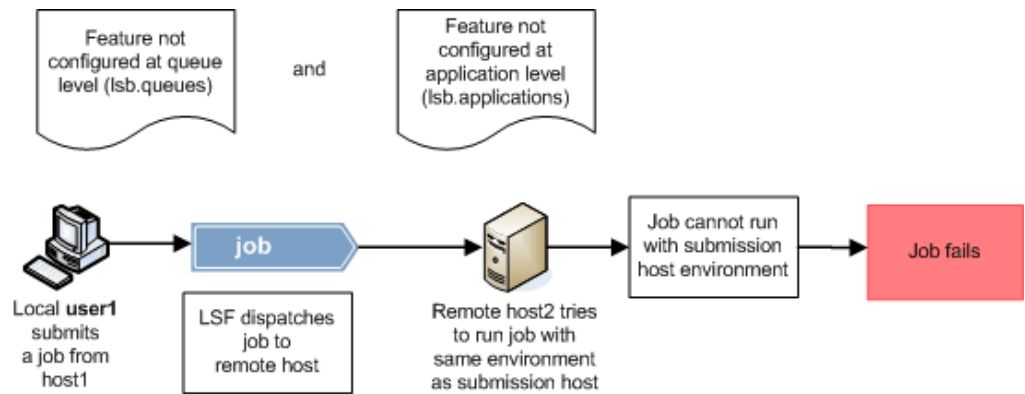 Feature not
configured at queue
level (lsb.queues)
and
Feature not
configured at
application level
(lsb.applications)
job
Job cannot run
with submission
host environment
Job fails
Local user1
submits
a job from
host1
LSF dispatches
job to
remote host
Remote host2 tries
to run job with
same environment
as submission host